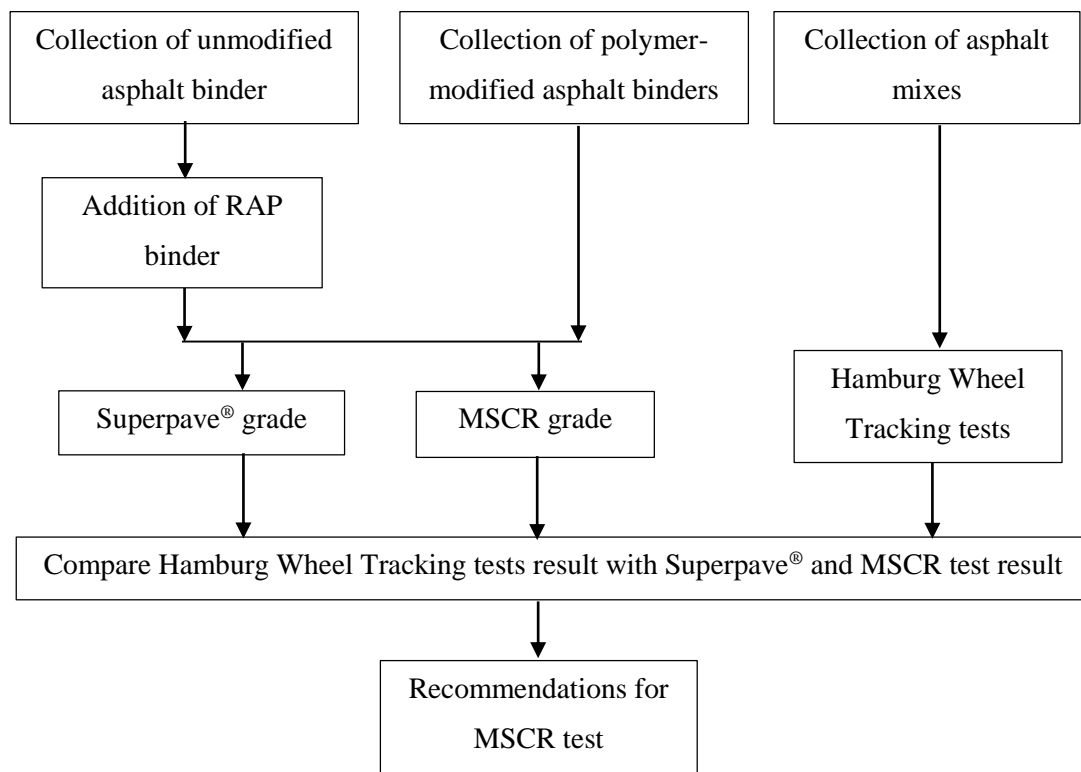 Collection of unmodified
asphalt binder
Collection of polymer-
modified asphalt binders
Collection of asphalt
mixes
Addition of RAP
binder
Superpave® grade
MSCR grade
Hamburg Wheel
Tracking tests
Compare Hamburg Wheel Tracking tests result with Superpave® and MSCR test result
Recommendations for
MSCR test